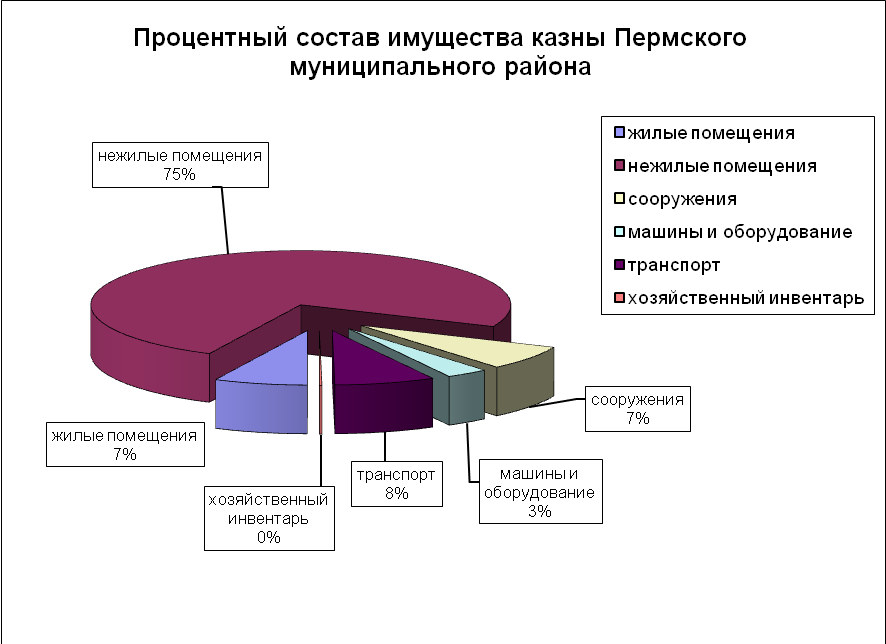 Процентный состав имущества казны Пермского
муниципального района
жилые помещения
нежилые помещения
сооружения
машины и оборудование
транспорт
хозяйственный инвентарь
нежилые помещения
75%
сооружения
7%
жилые помещения
7%
транспорт
8%
машины и
оборудование
3%
хозяйственный
инвентарь
0%